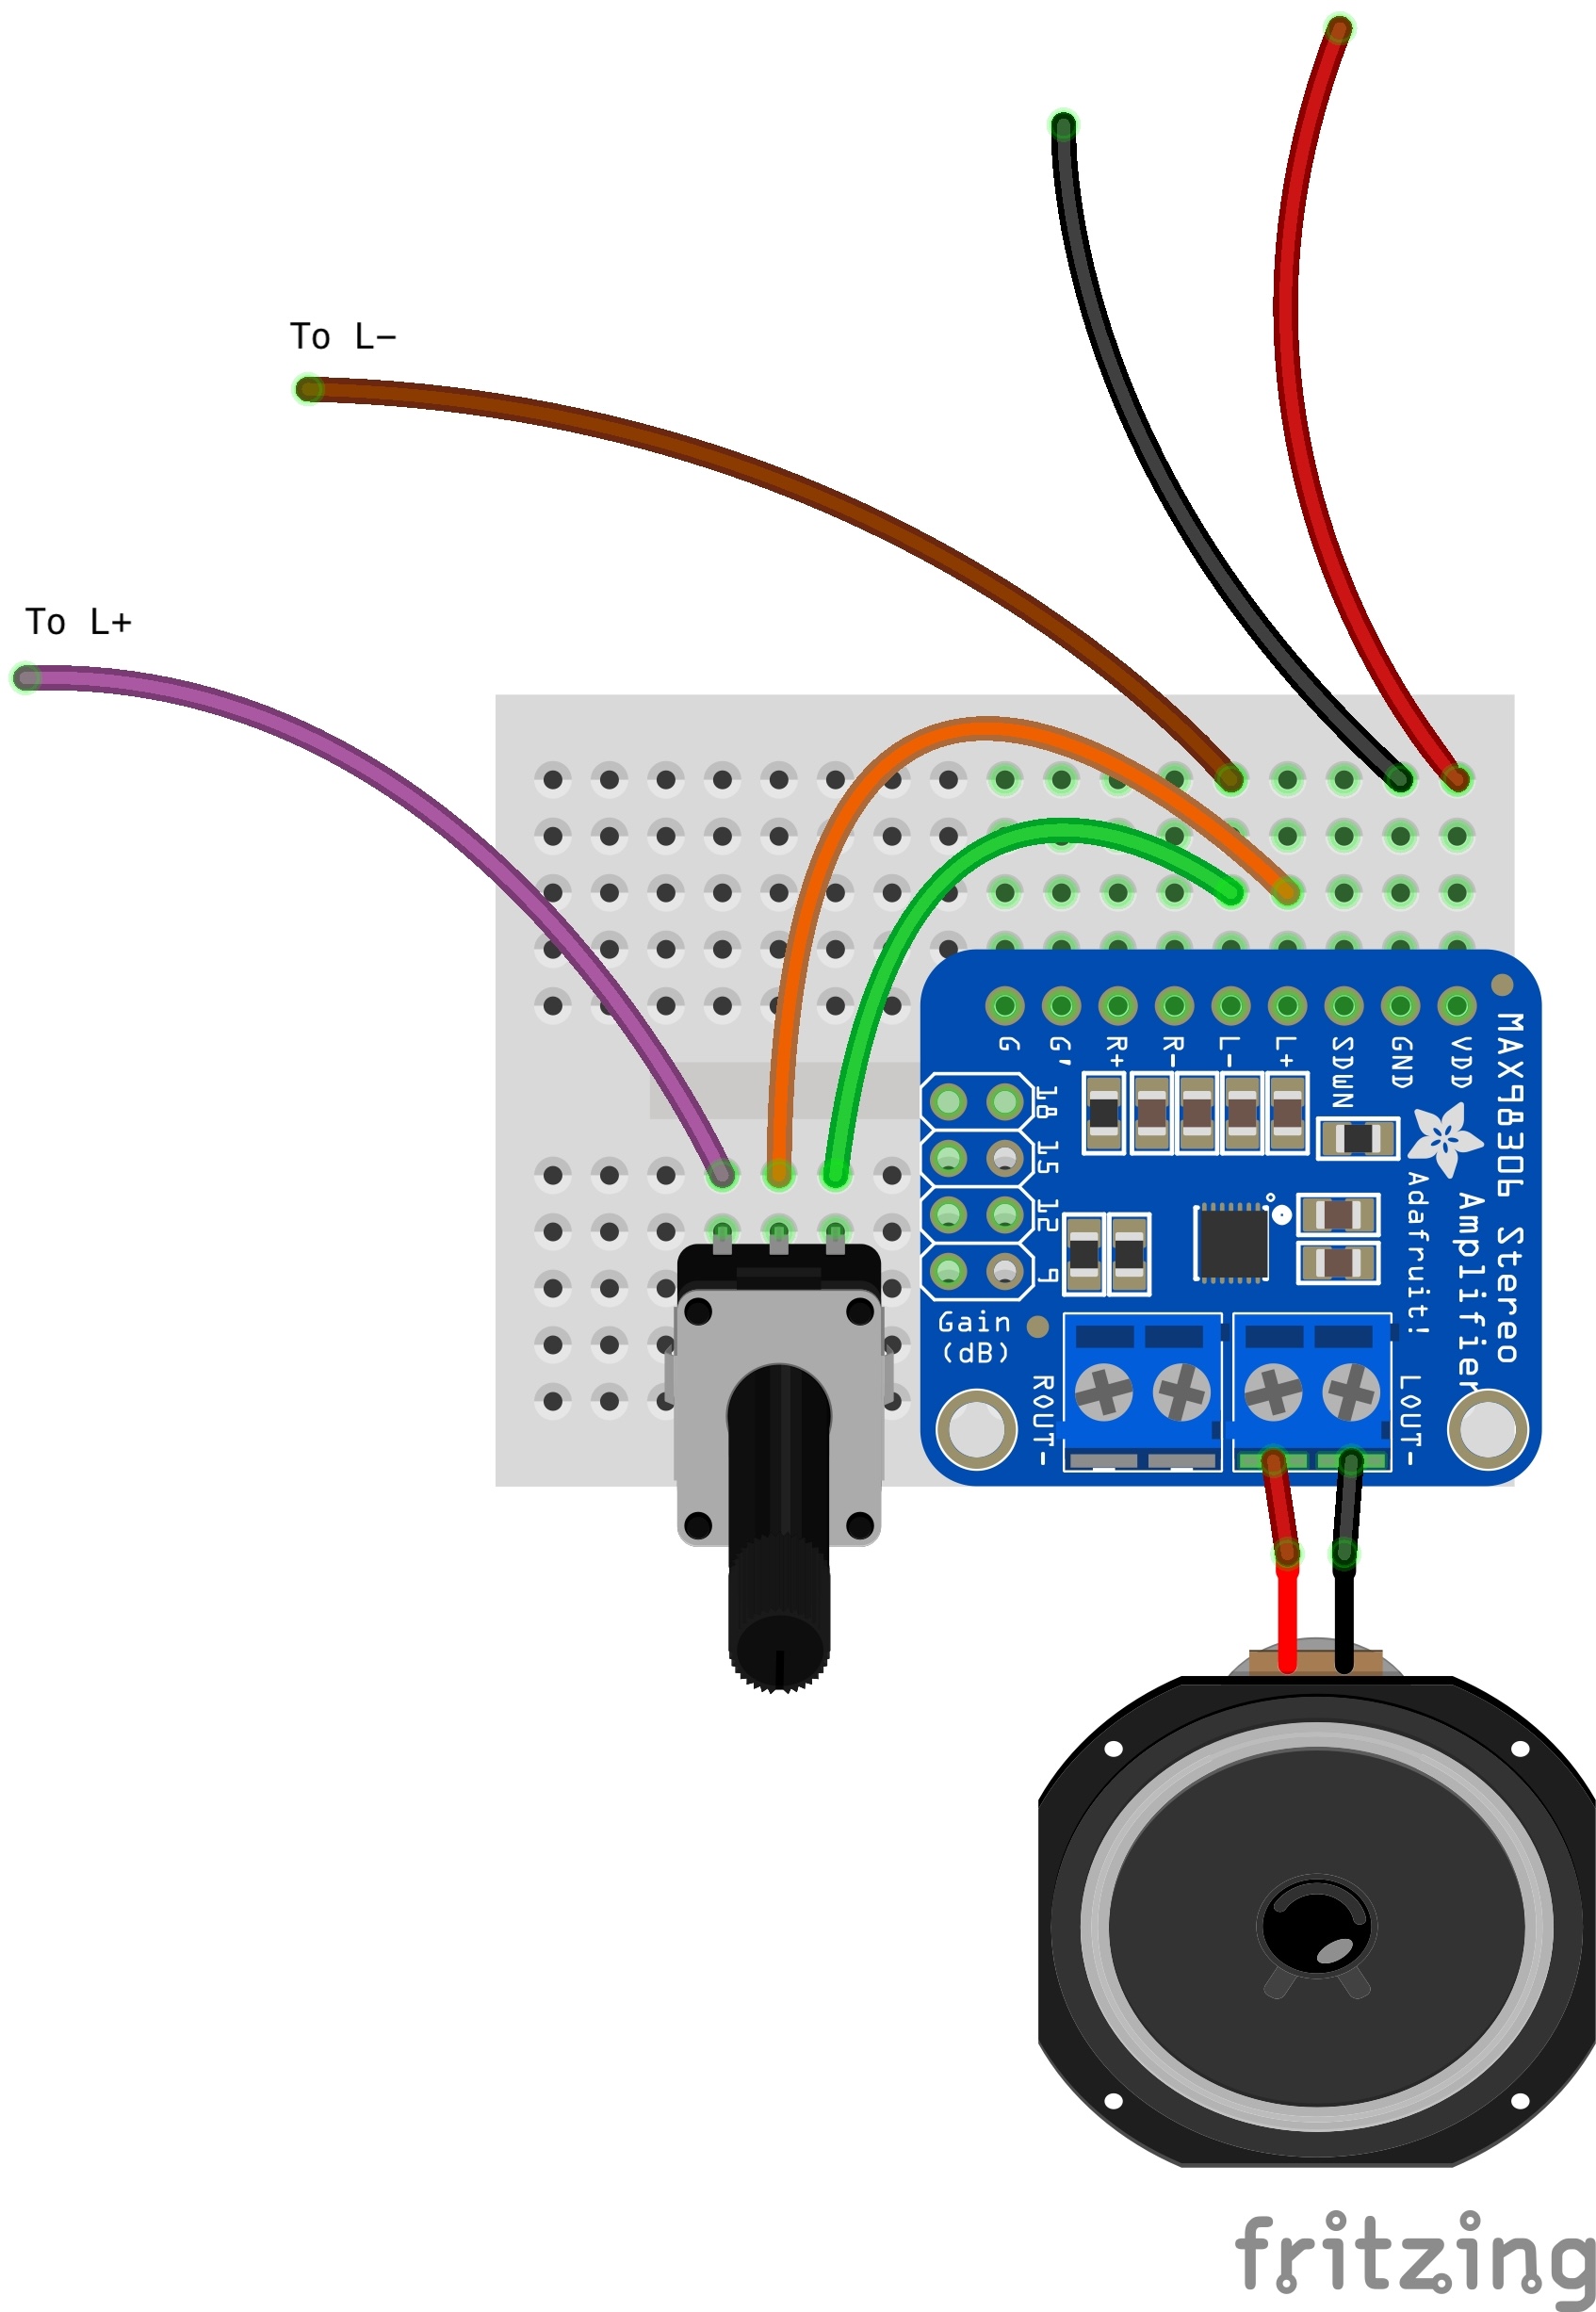 To L−
To L+
G
G'
R+
R-
L-
L+
SDWN
GND
VDD
MAX98306 Stereo
Amplifier
Adafruit!
18
15
12
9
Gain
(dB)
ROUT-
LOUT-
fritzing